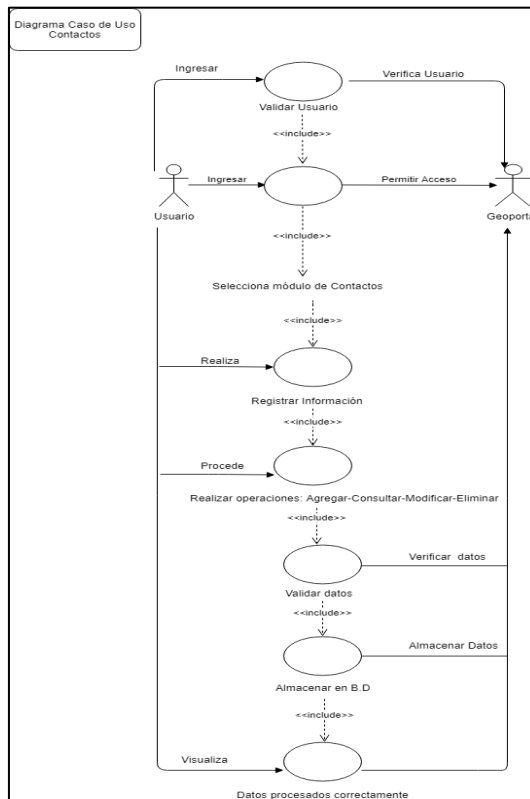 Diagrama Caso de Uso
Contactos
Ingresar
Verifica Usuario
Validar Usuario
<<include>>
Ingresar
Permitir Acceso
Usuario
Geoporta
<<include>>
Selecciona módulo de Contactos
<<include>>
Realiza
Registrar Información
<<include>>
Procede
Realizar operaciones: Agregar-Consultar-Modificar-Eliminar
<<include>>
Verificar datos
Validar datos
<<include>>
Almacenar Datos
Almacenar en B.D
<<include>>
Visualiza
Datos procesados correctamente